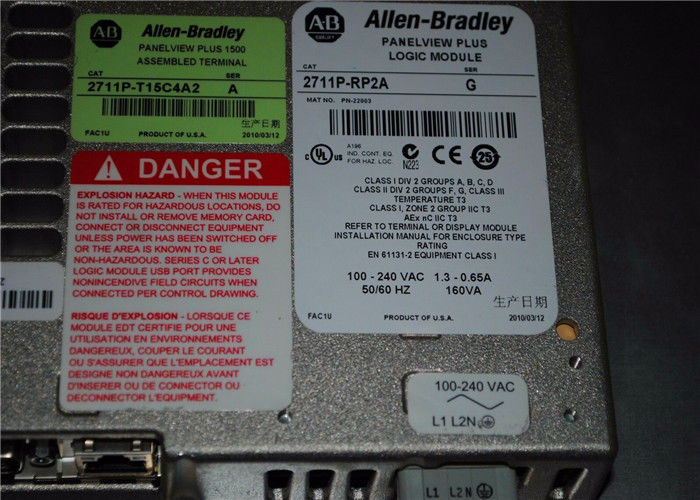 AB
Allen-Bradley
PANELVIEW PLUS 1500
ASSEMBLED TERMINAL
CAT SER
2711P-T15C4A2 A
生产日期
2010/03/12
FAC1U PRODUCT OF U.S.A.
DANGER
EXPLOSION HAZARD - WHEN THIS MODULE
IS RATED FOR HAZARDOUS LOCATIONS, DO
NOT INSTALL OR REMOVE MEMORY CARD,
CONNECT OR DISCONNECT EQUIPMENT
UNLESS POWER HAS BEEN SWITCHED OFF
OR THE AREA IS KNOWN TO BE
NON-HAZARDOUS. SERIES C OR LATER
LOGIC MODULE USB PORT PROVIDES
NONINCENDIVE FIELD CIRCUITS WHEN
CONNECTED PER CONTROL DRAWING.
RISQUE D'EXPLOSION - LORSQUE CE
MODULE EDT CERTIFIE POUR UNE
UTILISATION EN ENVIRONNEMENTS
DANGEREUX, COUPER LE COURANT
OU S'ASSURER QUE L'EMPLACEMENT EST
DESIGNE NON DANGEREUX AVANT
D'INSERER OU DE CONNECTOR OU
DECONNECTOR L'EQUIPEMENT.
AB
QUALITY
Allen-Bradley
PANELVIEW PLUS
LOGIC MODULE
CAT SER
2711P-RP2A G
MAT NO. PN-22003
c UL us
A196
IND. CONT. EQ.
FOR HAZ. LOC.
N223
CE
25
CLASS I DIV 2 GROUPS A, B, C, D
CLASS II DIV 2 GROUPS F, G, CLASS III
TEMPERATURE T3
CLASS I, ZONE 2 GROUP IIC T3
AEx nC IIC T3
REFER TO TERMINAL OR DISPLAY MODULE
INSTALLATION MANUAL FOR ENCLOSURE TYPE
RATING
EN 61131-2 EQUIPMENT CLASS I
100 - 240 VAC 1.3 - 0.65A
50/60 HZ 160VA
生产日期
FAC1U PRODUCT OF U.S.A. 2010/03/12
100-240 VAC
L1 L2N
L1 L2N